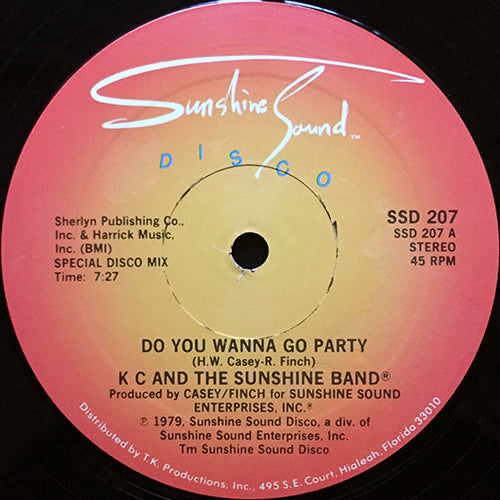 Sunshine Sound™
DISCO
Sherlyn Publishing Co.,
Inc. & Harrick Music,
Inc. (BMI)
SPECIAL DISCO MIX
Time: 7:27
SSD 207
SSD 207 A
STEREO
45 RPM
DO YOU WANNA GO PARTY
(H.W. Casey-R. Finch)
K C AND THE SUNSHINE BAND®
Produced by CASEY/FINCH for SUNSHINE SOUND
ENTERPRISES, INC.®
℗ 1979, Sunshine Sound Disco, a div. of
Sunshine Sound Enterprises, Inc.
Tm Sunshine Sound Disco
Distributed by T.K. Productions, Inc., 495 S.E. Court, Hialeah, Florida 33010